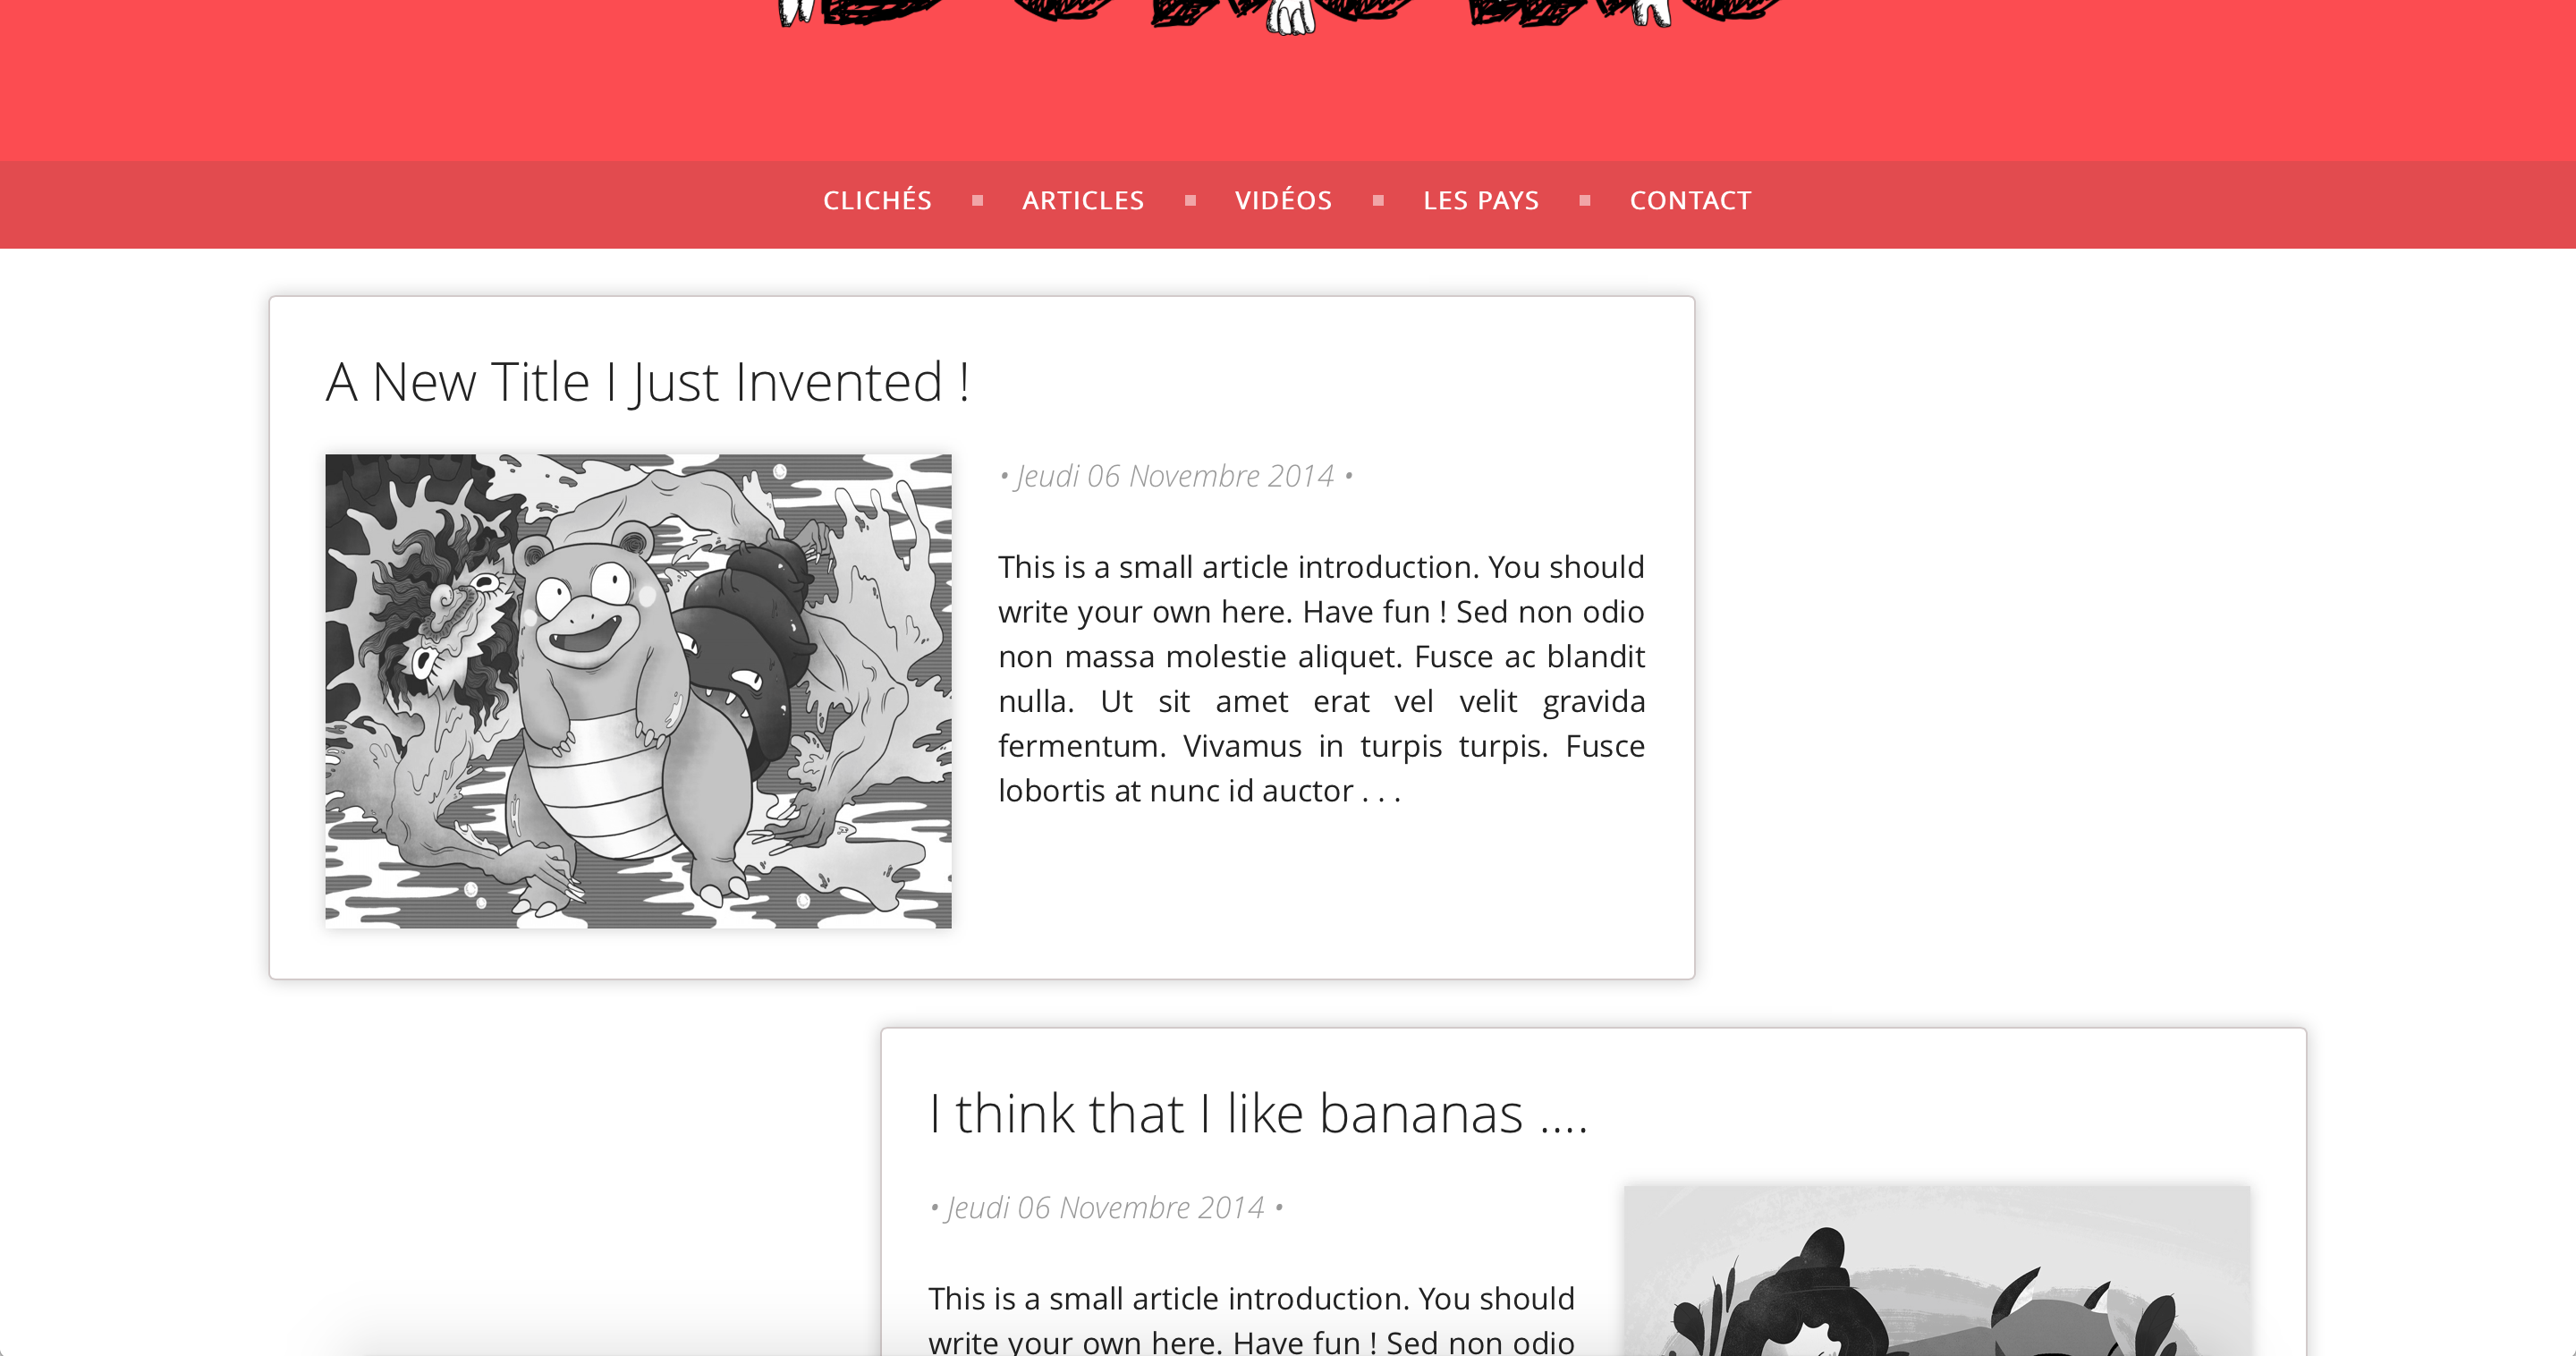 CLICHÉS ARTICLES VIDÉOS LES PAYS CONTACT
A New Title I Just Invented !
• Jeudi 06 Novembre 2014 •
This is a small article introduction. You should
write your own here. Have fun ! Sed non odio
non massa molestie aliquet. Fusce ac blandit
nulla. Ut sit amet erat vel velit gravida
fermentum. Vivamus in turpis turpis. Fusce
lobortis at nunc id auctor . . .
I think that I like bananas ....
• Jeudi 06 Novembre 2014 •
This is a small article introduction. You should
write your own here. Have fun ! Sed non odio